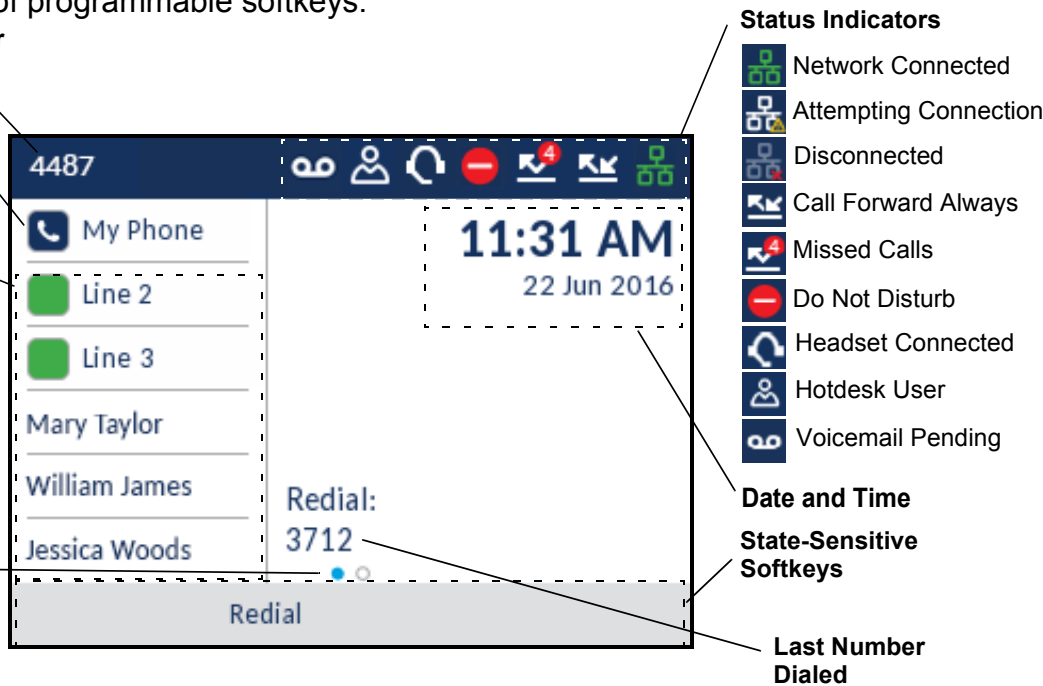 of programmable softkeys.
r
Status Indicators
Network Connected
Attempting Connection
Disconnected
Call Forward Always
4
Missed Calls
Do Not Disturb
Headset Connected
Hotdesk User
Voicemail Pending
4487
4
My Phone
Line 2
Line 3
Mary Taylor
William James
Jessica Woods
11:31 AM
22 Jun 2016
Redial:
3712
Redial
Date and Time
State-Sensitive
Softkeys
Last Number
Dialed